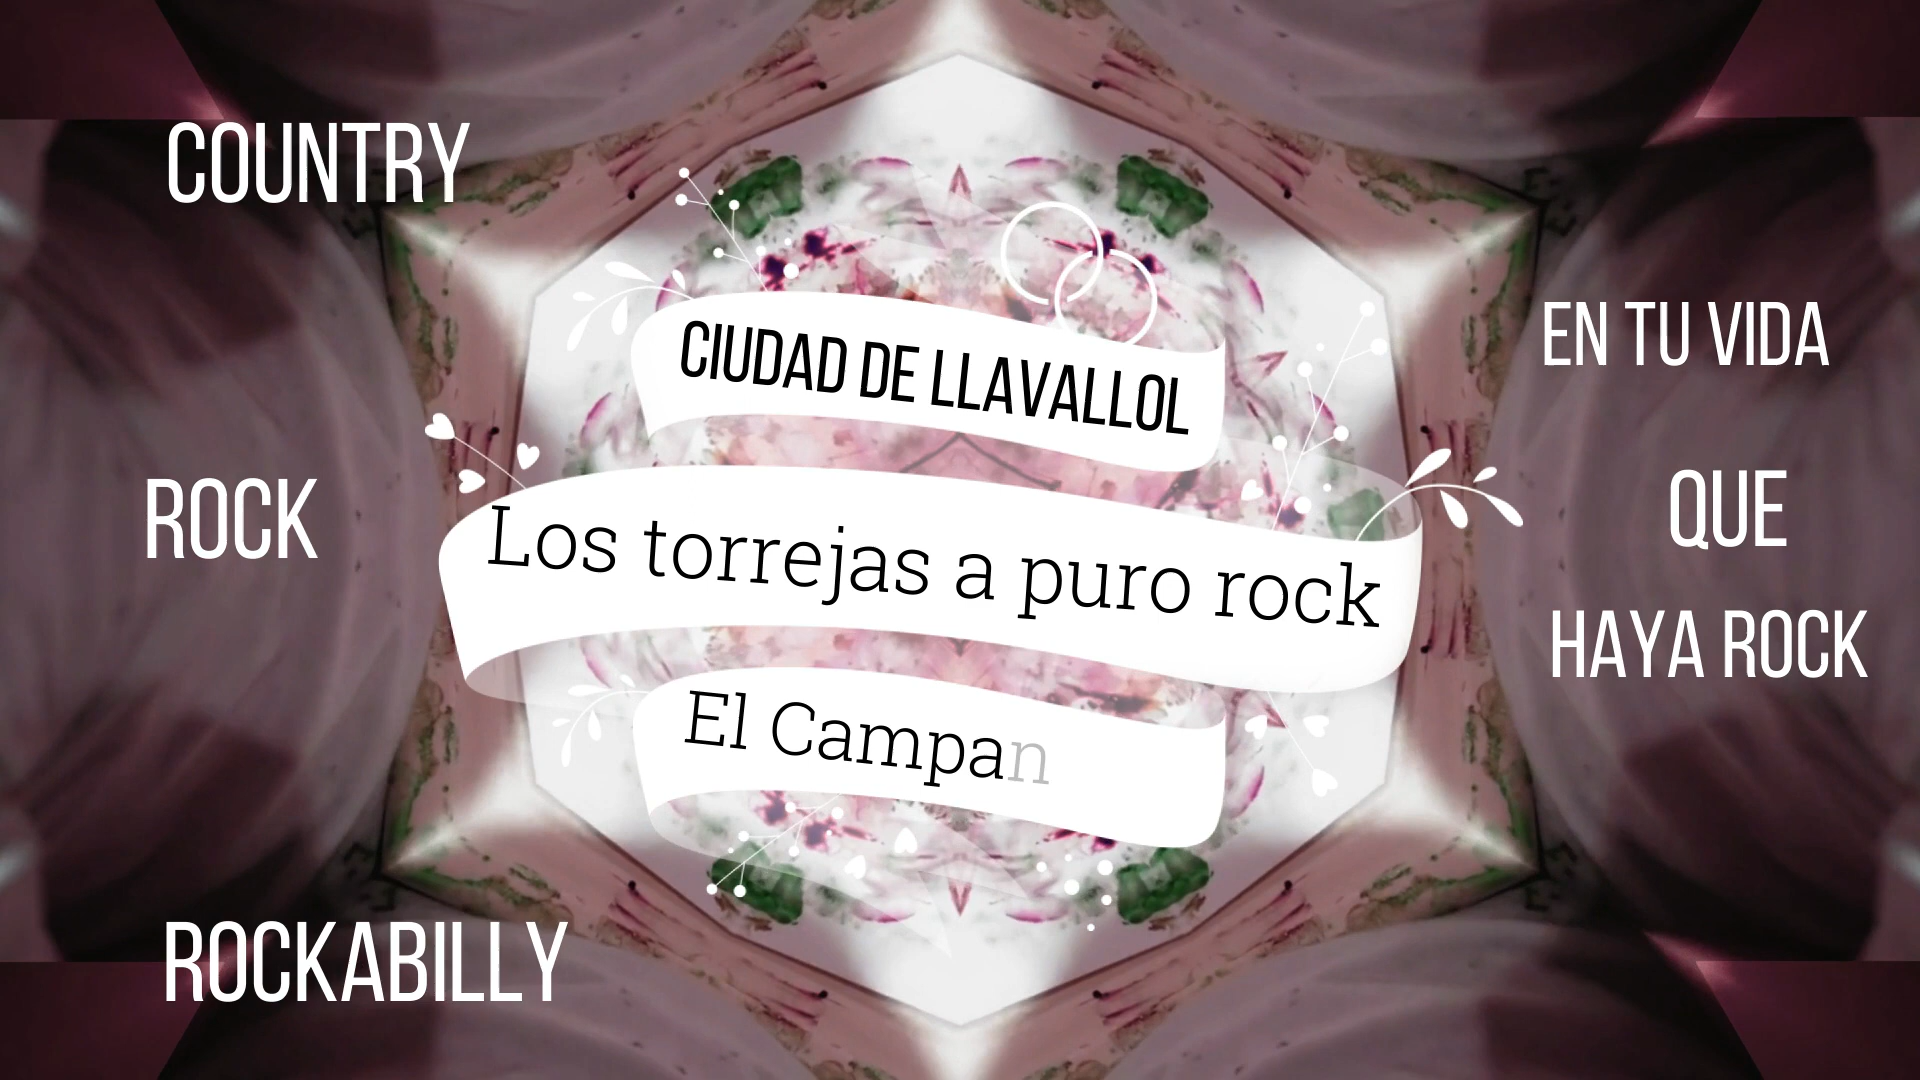 COUNTRY
ROCK
ROCKABILLY
CIUDAD DE LLAVALLOL
Los torrejas a puro rock
El Campan
EN TU VIDA
QUE
HAYA ROCK